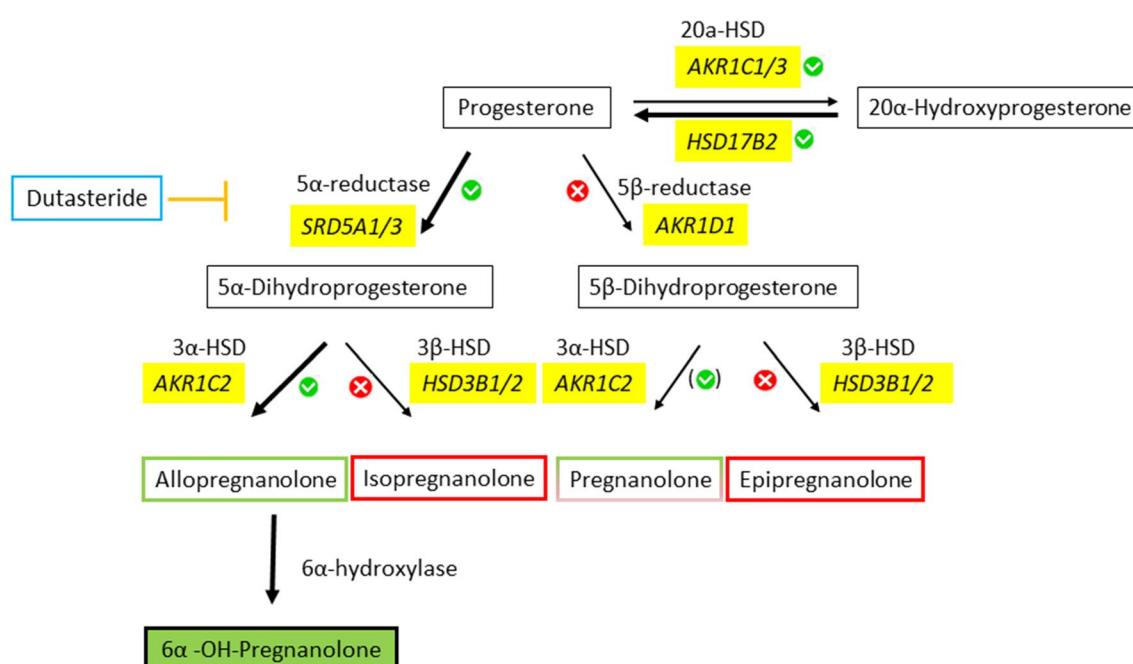 20a-HSD
AKR1C1/3
Progesterone
20α-Hydroxyprogesterone
HSD17B2
5α-reductase
5β-reductase
Dutasteride
SRD5A1/3
AKR1D1
5α-Dihydroprogesterone
5β-Dihydroprogesterone
3α-HSD
3β-HSD
3α-HSD
3β-HSD
AKR1C2
HSD3B1/2
AKR1C2
( )
HSD3B1/2
Allopregnanolone
Isopregnanolone
Pregnanolone
Epipregnanolone
6α-hydroxylase
6α -OH-Pregnanolone